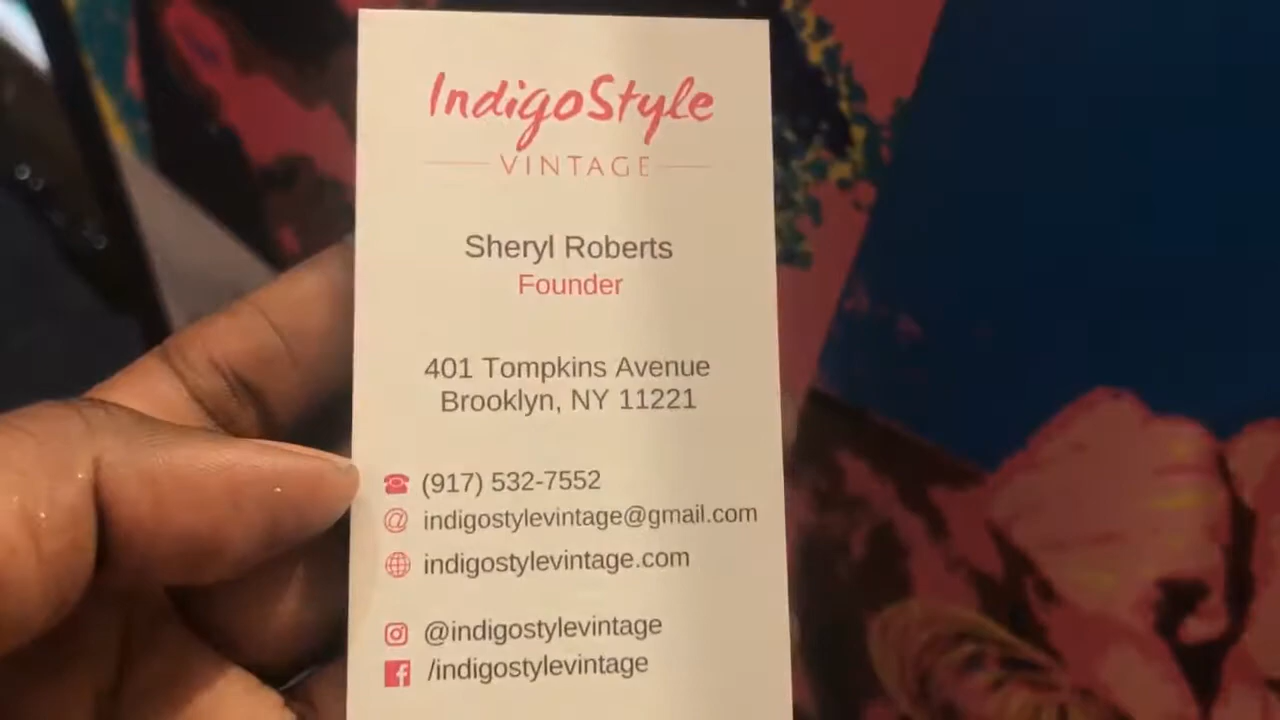 IndigoStyle
VINTAGE
Sheryl Roberts
Founder
401 Tompkins Avenue
Brooklyn, NY 11221
(917) 532-7552
indigostylevintage@gmail.com
indigostylevintage.com
@indigostylevintage
/indigostylevintage